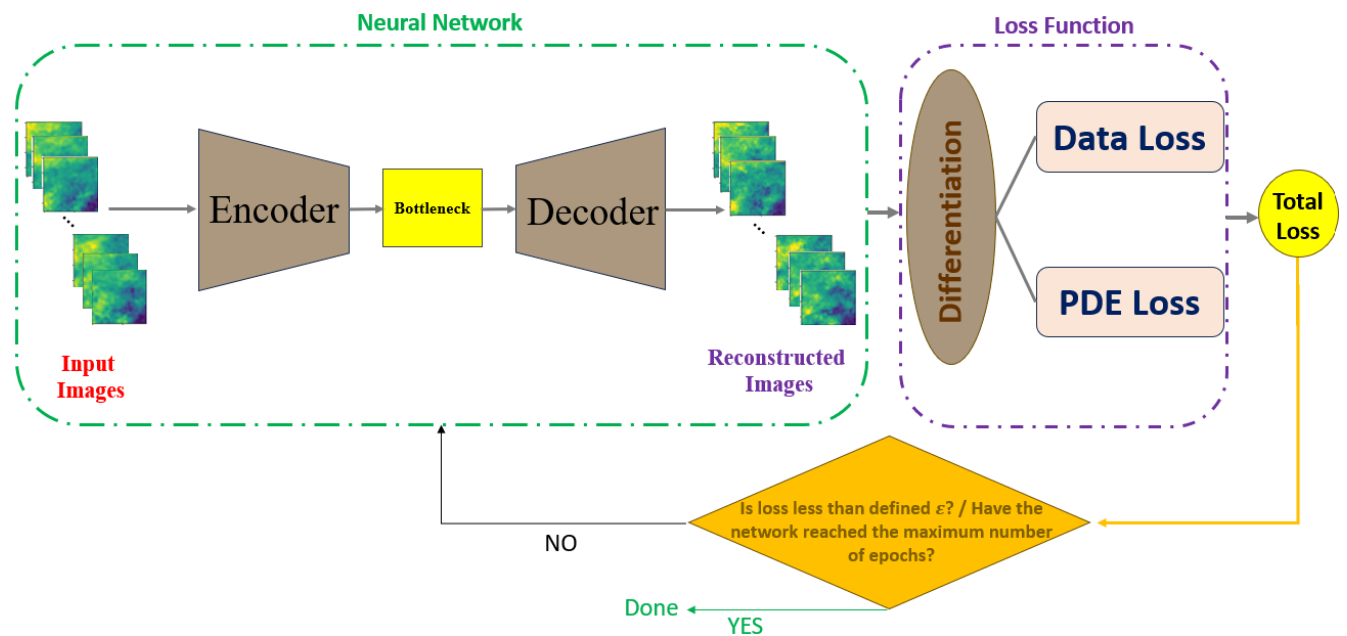 Neural Network
Loss Function
Encoder
Bottleneck
Decoder
Differentiation
Data Loss
PDE Loss
Total
Loss
Input
Images
Reconstructed
Images
Is loss less than defined ε? / Have the
network reached the maximum number
of epochs?
NO
Done
YES